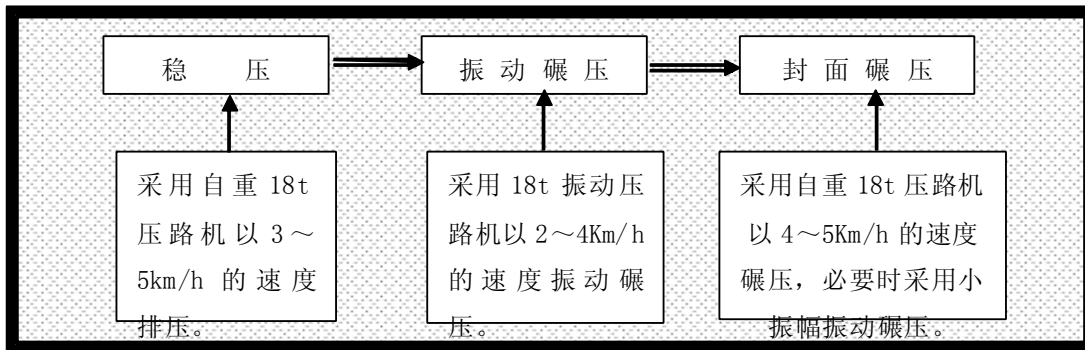 稳 压
振动碾压
封面碾压
采用自重18t
压路机以3～
5km/h的速度
排压。
采用18t振动压
路机以2～4Km/h
的速度振动碾
压。
采用自重18t压路机
以4～5Km/h的速度
碾压，必要时采用小
振幅振动碾压。